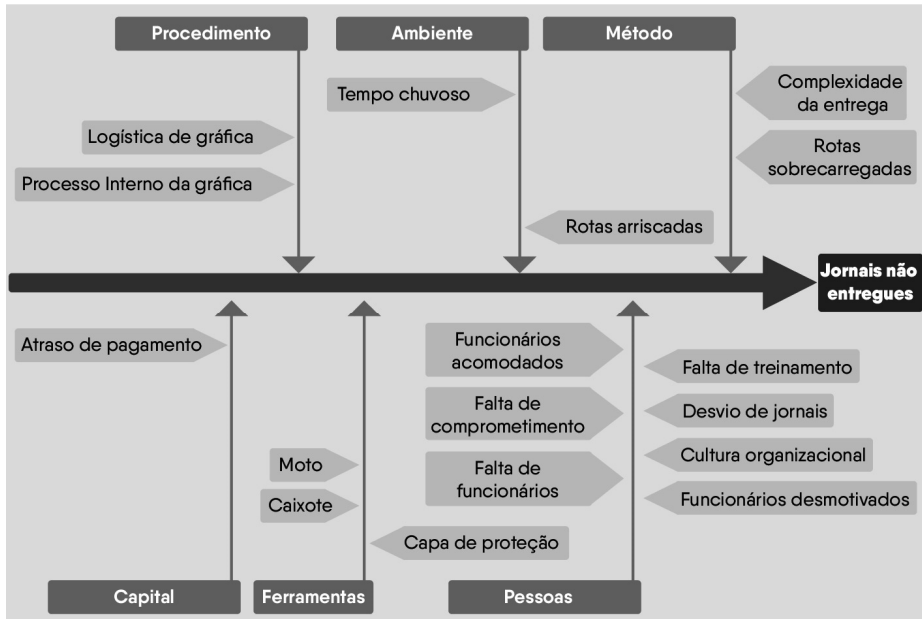 Procedimento
Ambiente
Método
Tempo chuvoso
Complexidade
da entrega
Logística de gráfica
Rotas
sobrecarregadas
Processo Interno da gráfica
Rotas arriscadas
Jornais não
entregues
Atraso de pagamento
Funcionários
acomodados
Falta de treinamento
Falta de
comprometimento
Desvio de jornais
Cultura organizacional
Moto
Falta de
funcionários
Caixote
Funcionários desmotivados
Capa de proteção
Capital
Ferramentas
Pessoas